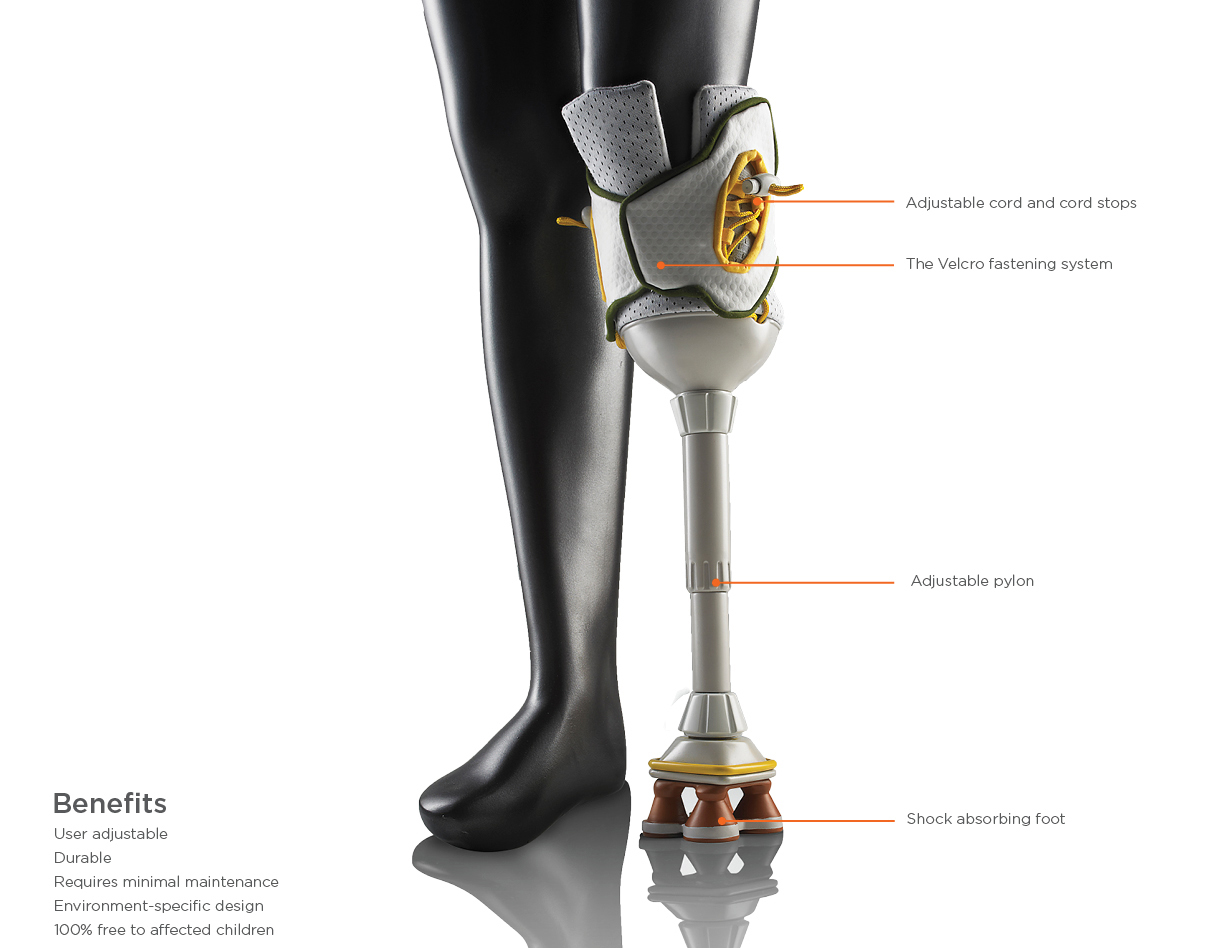 Adjustable cord and cord stops
The Velcro fastening system
Adjustable pylon
Shock absorbing foot
Benefits
User adjustable
Durable
Requires minimal maintenance
Environment-specific design
100% free to affected children